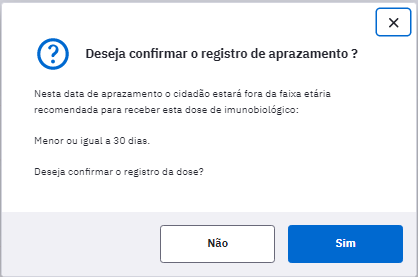 Deseja confirmar o registro de aprazamento ?
Nesta data de aprazamento o cidadão estará fora da faixa etária
recomendada para receber esta dose de imunobiológico:
Menor ou igual a 30 dias.
Deseja confirmar o registro da dose?
Não
Sim